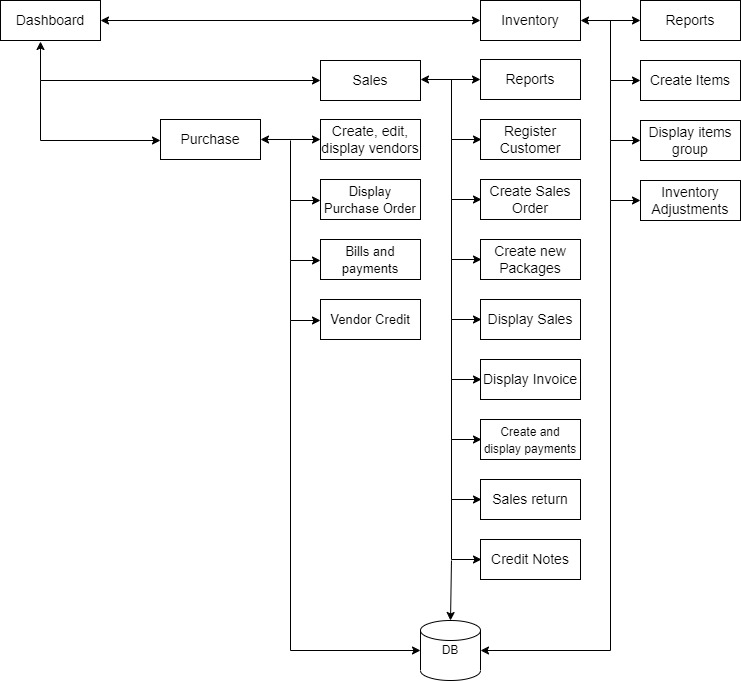 Dashboard
Inventory
Reports
Sales
Reports
Create Items
Purchase
Create, edit,
display vendors
Register
Customer
Display items
group
Display
Purchase Order
Create Sales
Order
Inventory
Adjustments
Bills and
payments
Create new
Packages
Vendor Credit
Display Sales
Display Invoice
Create and
display payments
Sales return
Credit Notes
DB